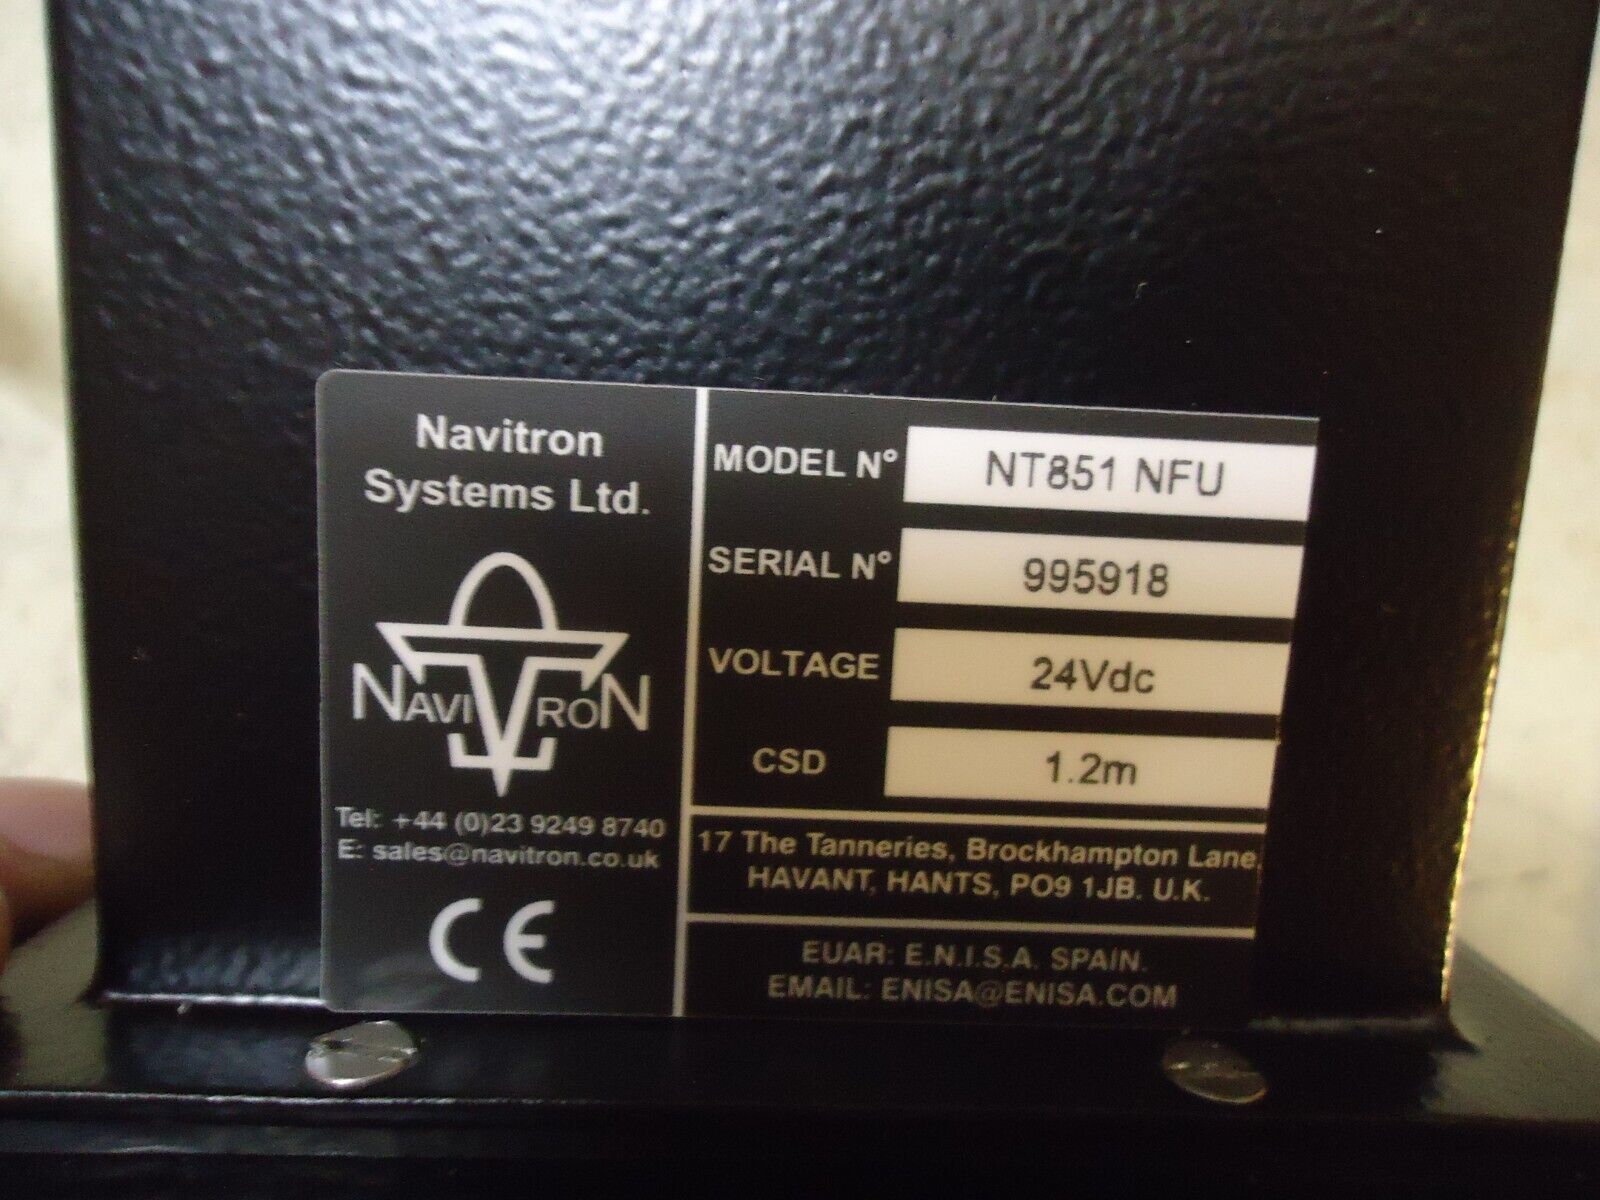 Navitron
Systems Ltd.
NAVITRON
Tel: +44 (0)23 9249 8740
E: sales@navitron.co.uk
CE
MODEL N° NT851 NFU
SERIAL N° 995918
VOLTAGE 24Vdc
CSD 1.2m
17 The Tanneries, Brockhampton Lane,
HAVANT, HANTS, PO9 1JB. U.K.
EUAR: E.N.I.S.A. SPAIN.
EMAIL: ENISA@ENISA.COM